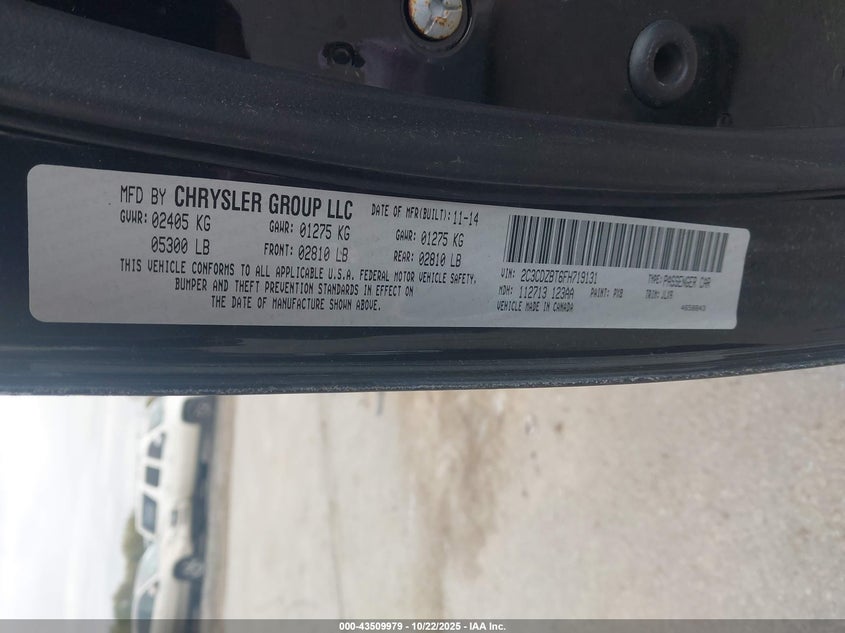 MFD BY CHRYSLER GROUP LLC
DATE OF MFR(BUILT): 11-14
GVWR: 02405 KG
GAWR: 01275 KG
GAWR: 01275 KG
05300 LB
FRONT: 02810 LB
REAR: 02810 LB
THIS VEHICLE CONFORMS TO ALL APPLICABLE U.S.A. FEDERAL MOTOR VEHICLE SAFETY,
BUMPER AND THEFT PREVENTION STANDARDS IN EFFECT ON
THE DATE OF MANUFACTURE SHOWN ABOVE.
VIN: 2C3CDZBT6FH719131
TYPE: PASSENGER CAR
MDH: 112713 123AA
PAINT: PXB
TRIM: JLXR
VEHICLE MADE IN CANADA
000-43509979 - 10/22/2025 - IAA Inc.